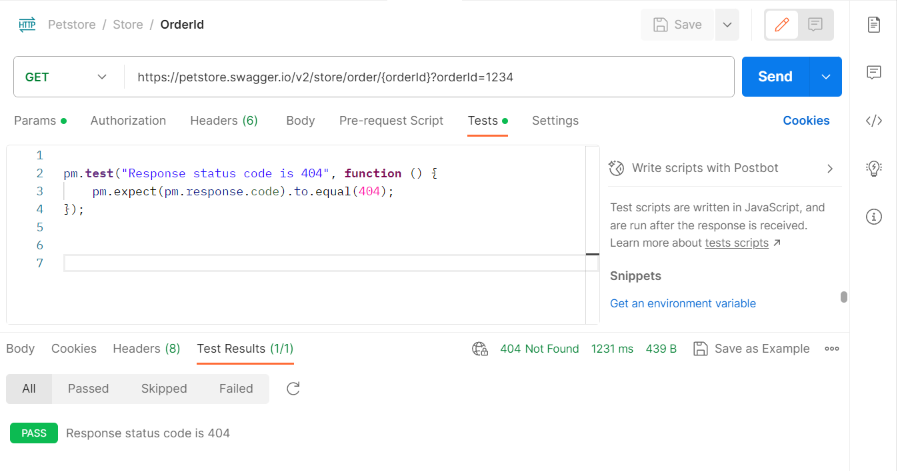 HTTP Petstore / Store / OrderId Save
GET https://petstore.swagger.io/v2/store/order/{orderId}?orderId=1234 Send
Params Authorization Headers (6) Body Pre-request Script Tests Settings Cookies
1
2 pm.test("Response status code is 404", function () {
3 pm.expect(pm.response.code).to.equal(404);
4 });
5
6
7
Write scripts with Postbot
Test scripts are written in JavaScript, and
are run after the response is received.
Learn more about tests scripts ↗
Snippets
Get an environment variable
Body Cookies Headers (8) Test Results (1/1) 404 Not Found 1231 ms 439 B Save as Example
All Passed Skipped Failed
PASS Response status code is 404